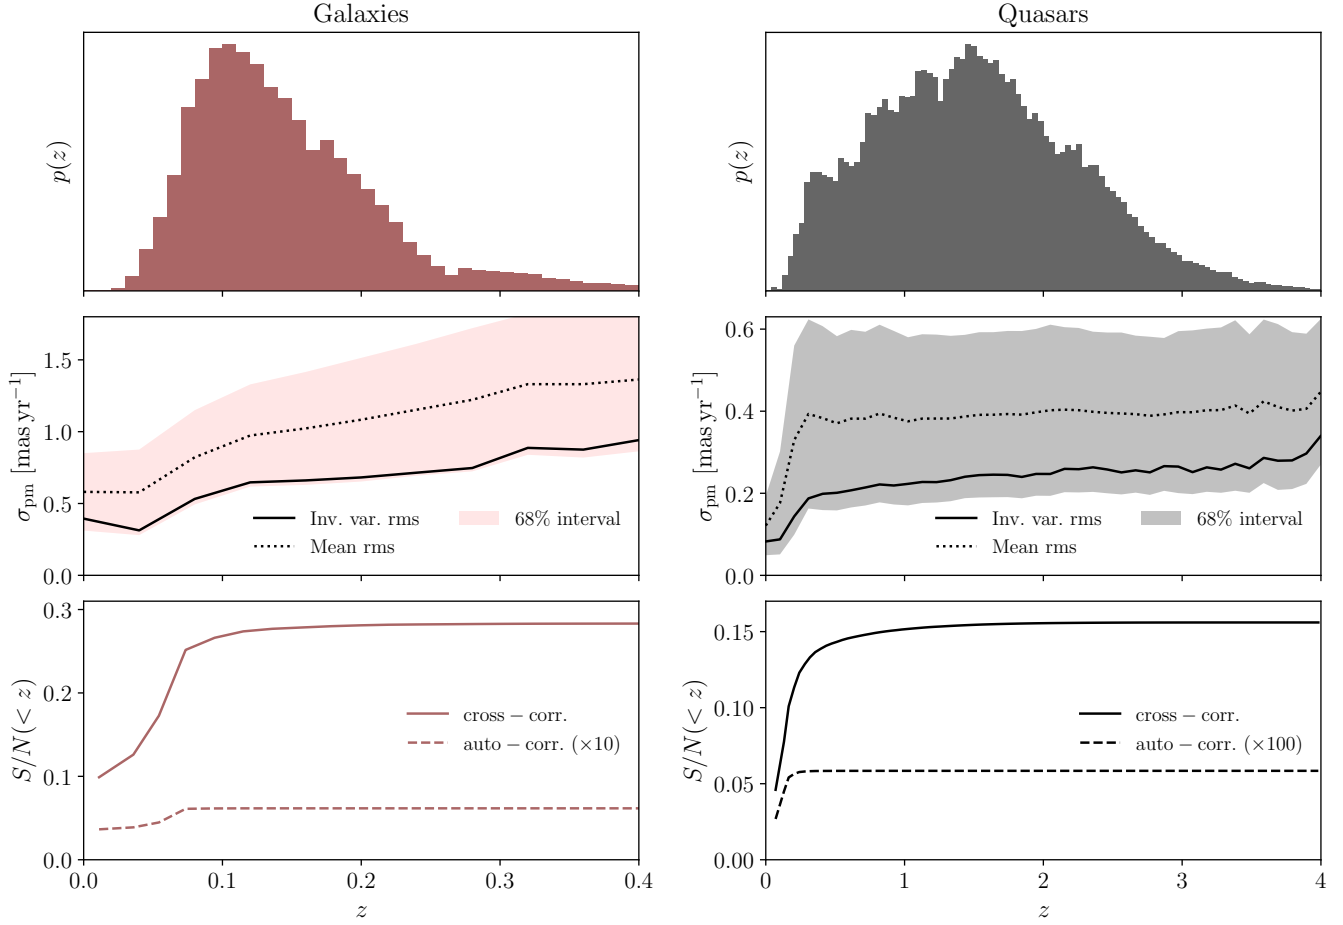 Galaxies
Quasars
p(z)
p(z)
σpm [mas yr−1]
1.5
1.0
0.5
0.0
Inv. var. rms
Mean rms
68% interval
σpm [mas yr−1]
0.6
0.4
0.2
0.0
Inv. var. rms
Mean rms
68% interval
S/N(< z)
0.3
0.2
0.1
0.0
cross − corr.
auto − corr. (×10)
0.0 0.1 0.2 0.3 0.4
z
S/N(< z)
0.15
0.10
0.05
0.00
cross − corr.
auto − corr. (×100)
0 1 2 3 4
z